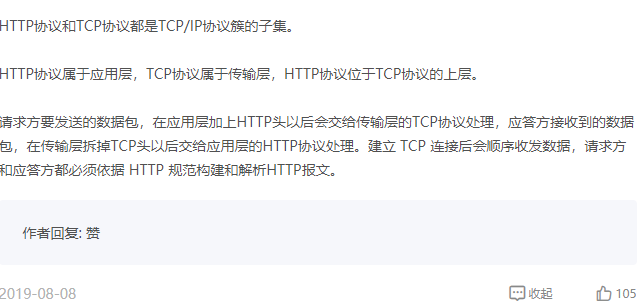 HTTP协议和TCP协议都是TCP/IP协议簇的子集。
HTTP协议属于应用层，TCP协议属于传输层，HTTP协议位于TCP协议的上层。
请求方要发送的数据包，在应用层加上HTTP头以后会交给传输层的TCP协议处理，应答方接收到的数据
包，在传输层拆掉TCP头以后交给应用层的HTTP协议处理。建立 TCP 连接后会顺序收发数据，请求方
和应答方都必须依据 HTTP 规范构建和解析HTTP报文。
作者回复: 赞
2019-08-08 收起 105